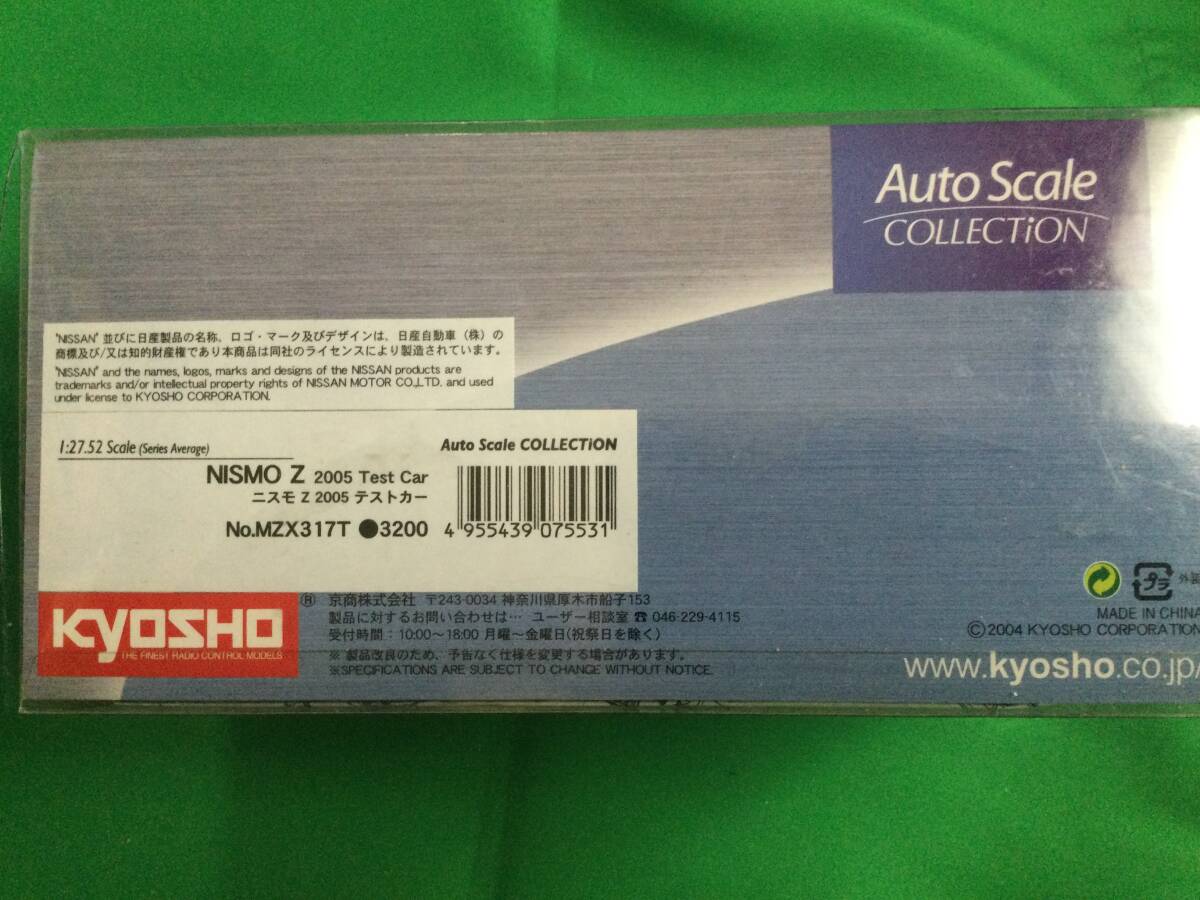 Auto Scale
COLLECTiON
"NISSAN" 並びに日産製品の名称、ロゴ・マーク及びデザインは、日産自動車(株)の
商標及び/又は知的財産権であり本商品は同社のライセンスにより製造されています。
"NISSAN" and the names, logos, marks and designs of the NISSAN products are
trademarks and/or intellectual property rights of NISSAN MOTOR CO.,LTD. and used
under license to KYOSHO CORPORATION.
1:27.52 Scale (Series Average)
Auto Scale COLLECTiON
NISMO Z 2005 Test Car
ニスモ Z 2005 テストカー
No.MZX317T ●3200
4 955439 075531
KYOSHO
THE FINEST RADIO CONTROL MODELS
® 京商株式会社 〒243-0034 神奈川県厚木市船子153
製品に対するお問い合わせは… ユーザー相談室 ☎ 046-229-4115
受付時間:10:00〜18:00 月曜〜金曜日(祝祭日を除く)
※ 製品改良のため、予告なく仕様を変更する場合があります。
※SPECIFICATIONS ARE SUBJECT TO CHANGE WITHOUT NOTICE.
プラ 外装
MADE IN CHINA
©2004 KYOSHO CORPORATION
www.kyosho.co.jp/